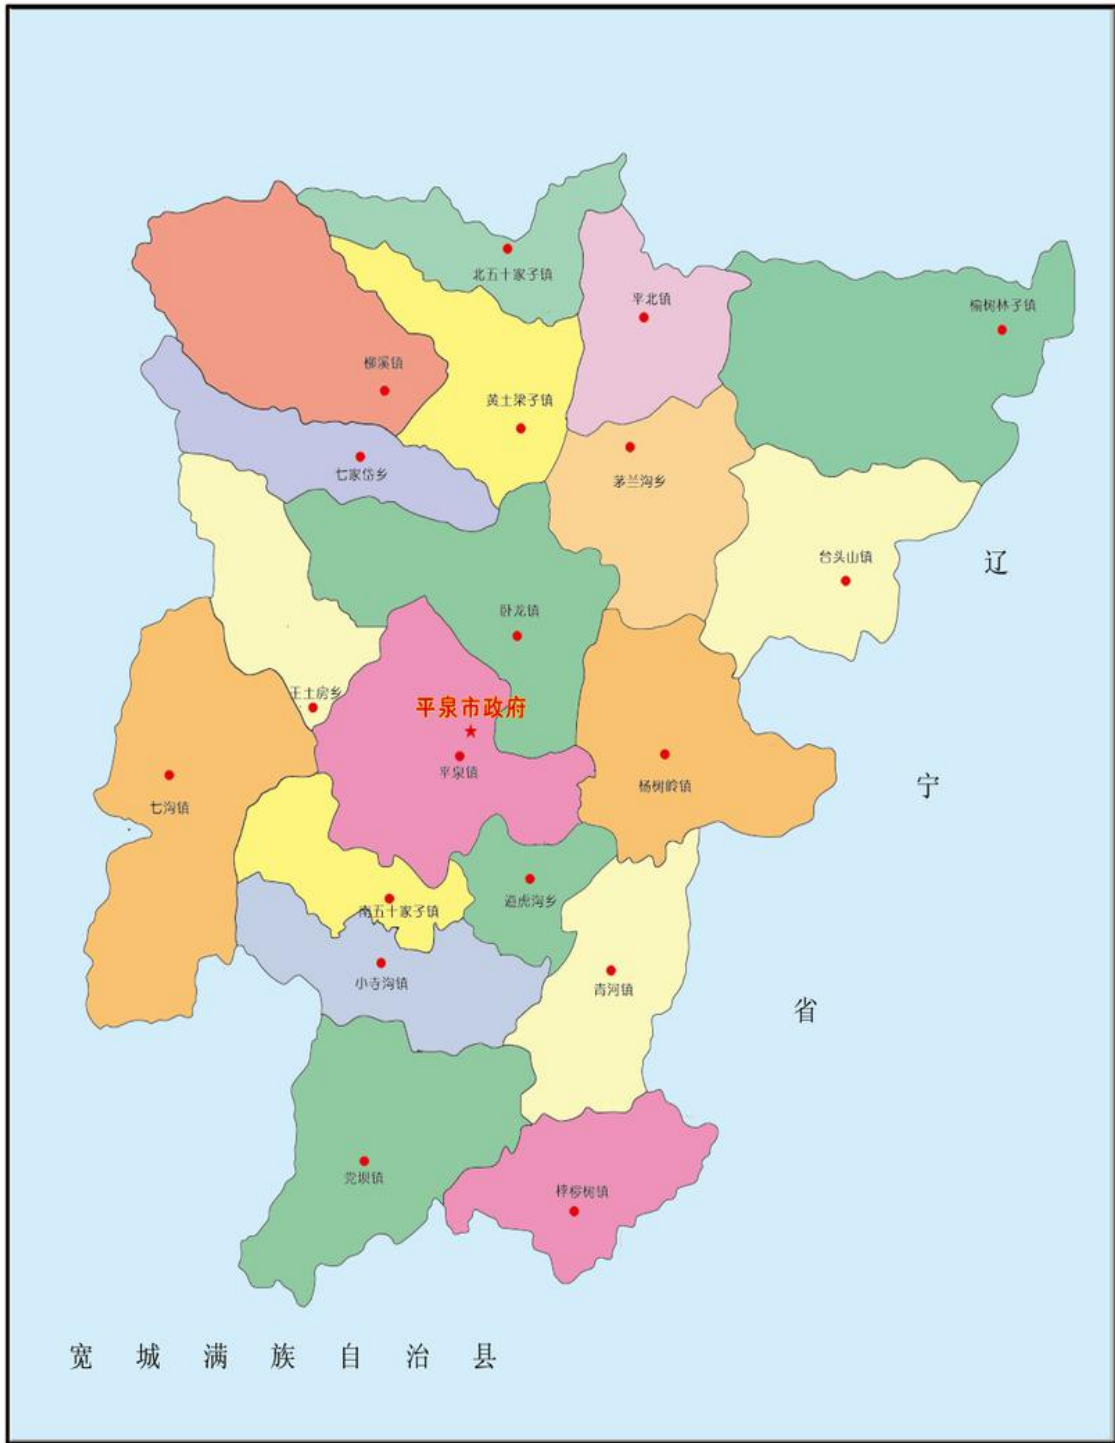 北五十家子镇
平北镇
榆树林子镇
柳溪镇
黄土梁子镇
七家岱乡
茅兰沟乡
台头山镇
辽
卧龙镇
王土房乡
平泉市政府
平泉镇
杨树岭镇
宁
七沟镇
道虎沟乡
南五十家子镇
小寺沟镇
青河镇
省
党坝镇
桲椤树镇
宽城满族自治县